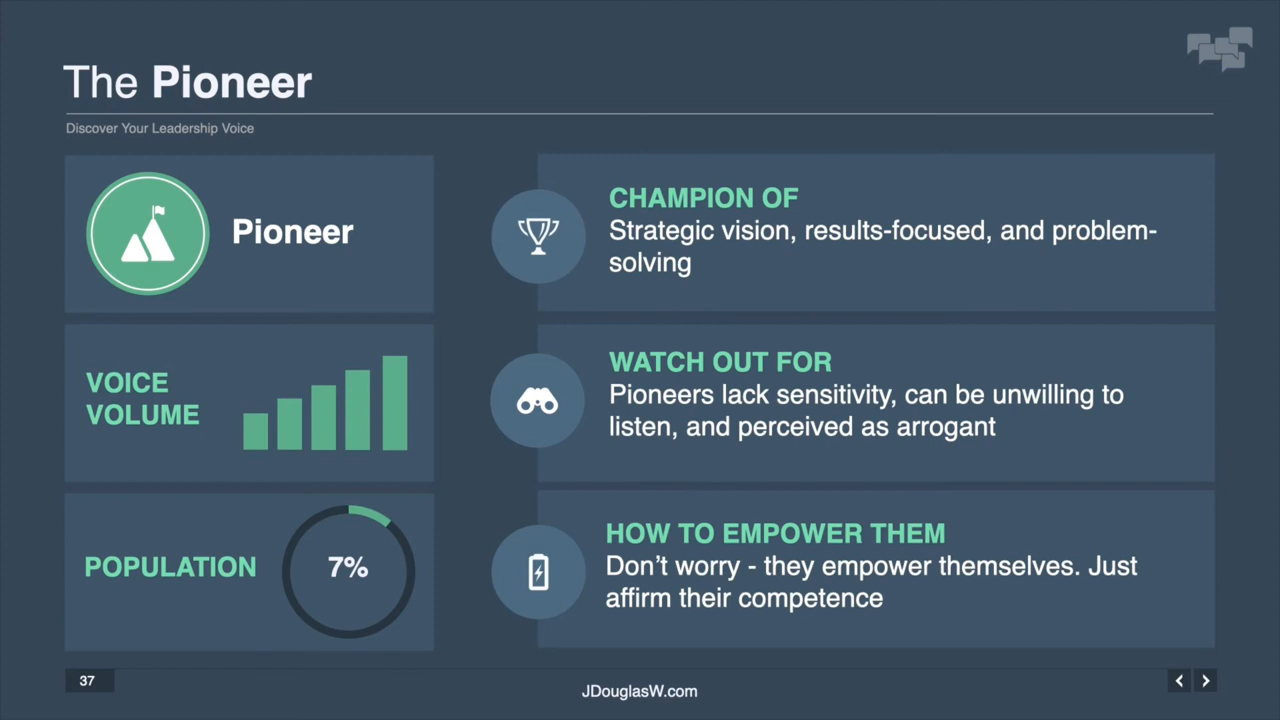 The Pioneer
Discover Your Leadership Voice
Pioneer
VOICE
VOLUME
POPULATION
7%
CHAMPION OF
Strategic vision, results-focused, and problem-
solving
WATCH OUT FOR
Pioneers lack sensitivity, can be unwilling to
listen, and perceived as arrogant
HOW TO EMPOWER THEM
Don’t worry - they empower themselves. Just
affirm their competence
37
JDouglasW.com